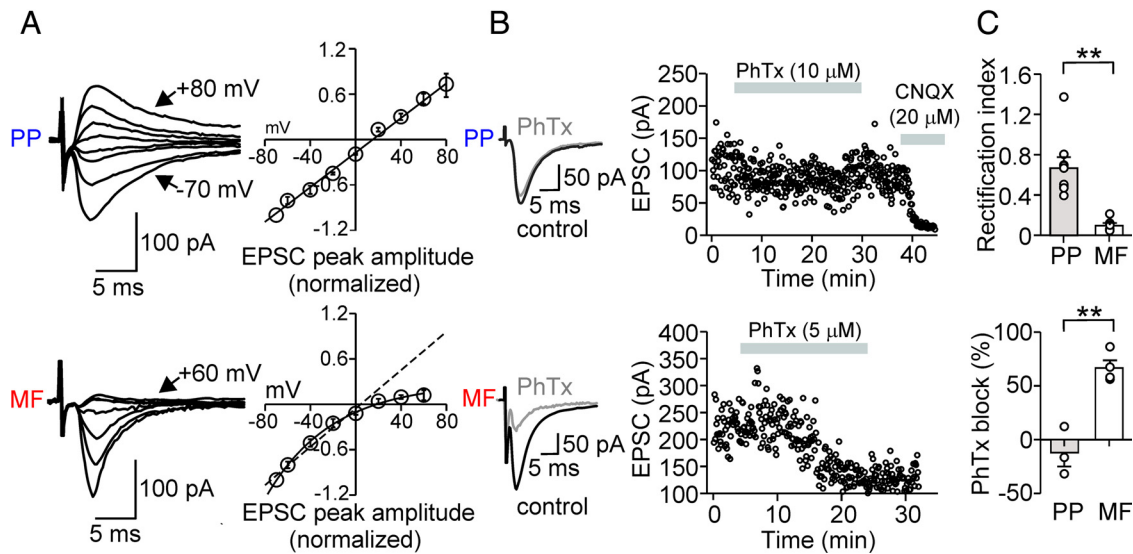 A
B
C
PP
+80 mV
-70 mV
100 pA
5 ms
1.2
0.6
mV
-80
-40
0
40
80
-0.6
-1.2
EPSC peak amplitude
(normalized)
PP
PhTx
50 pA
5 ms
control
EPSC (pA)
250
200
150
100
50
0
PhTx (10 μM)
CNQX
(20 μM)
0
10
20
30
40
Time (min)
Rectification index
1.6
1.2
0.8
0.4
0
**
PP
MF
MF
+60 mV
100 pA
5 ms
1.2
0.6
mV
-80
-40
0
40
80
-0.6
-1.2
EPSC peak amplitude
(normalized)
MF
PhTx
50 pA
5 ms
control
EPSC (pA)
400
350
300
250
200
150
100
PhTx (5 μM)
0
10
20
30
Time (min)
PhTx block (%)
100
50
0
-50
**
PP
MF